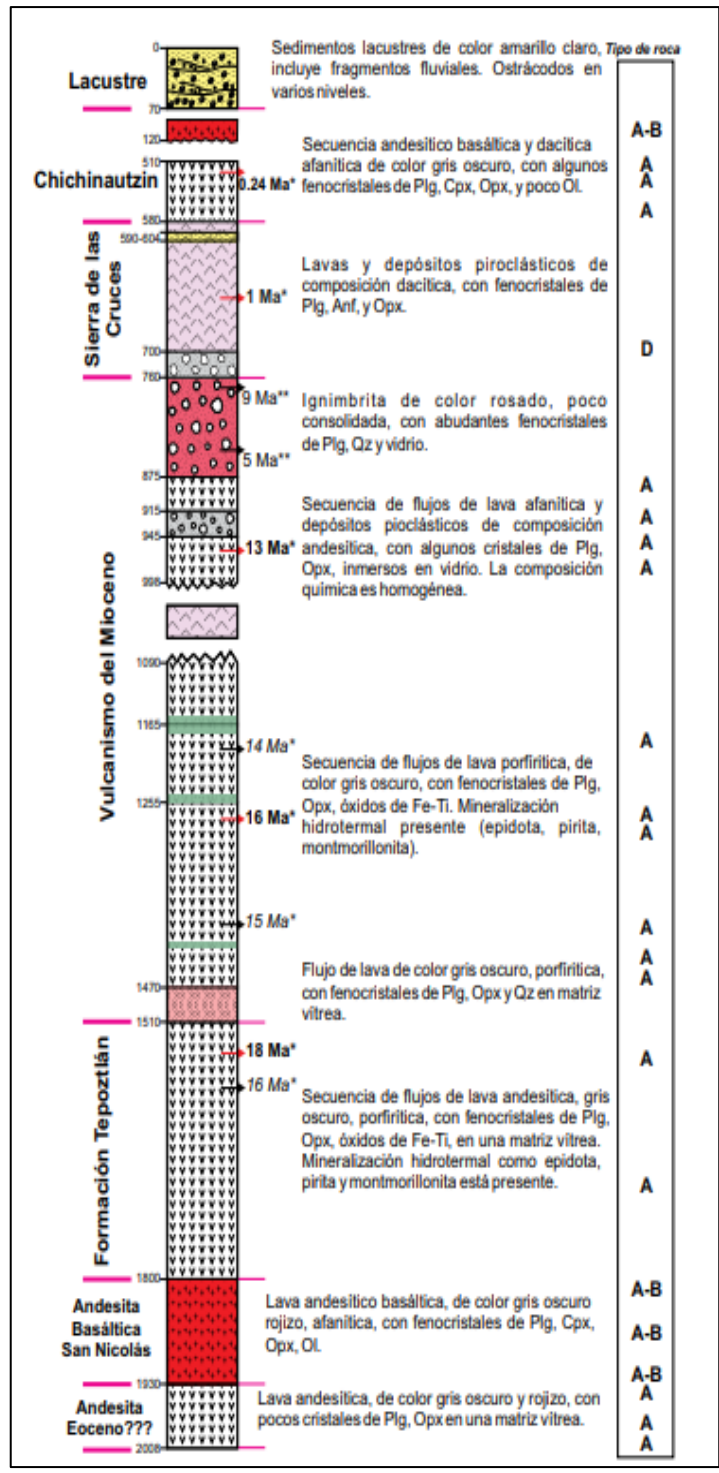 0
Sedimentos lacustres de color amarillo claro,
incluye fragmentos fluviales. Ostrácodos en
varios niveles.
Tipo de roca
Lacustre
70
120
A-B
Secuencia andesítico basáltica y dacítica
afanítica de color gris oscuro, con algunos
fenocristales de Plg, Cpx, Opx, y poco Ol.
510
Chichinautzin
0.24 Ma*
A
A
A
580
590-604
Sierra de las
Cruces
Lavas y depósitos piroclásticos de
composición dacítica, con fenocristales de
Plg, Anf, y Opx.
1 Ma*
700
D
760
9 Ma**
Ignimbrita de color rosado, poco
consolidada, con abudantes fenocristales
de Plg, Qz y vidrio.
5 Ma**
875
A
Vulcanismo del Mioceno
Secuencia de flujos de lava afanítica y
depósitos pioclásticos de composición
andesítica, con algunos cristales de Plg,
Opx, inmersos en vidrio. La composición
química es homogénea.
915
A
945
13 Ma*
A
A
998
1090
1165
14 Ma*
A
Secuencia de flujos de lava porfirítica, de
color gris oscuro, con fenocristales de Plg,
Opx, óxidos de Fe-Ti. Mineralización
hidrotermal presente (epidota, pirita,
montmorillonita).
1255
16 Ma*
A
A
15 Ma*
A
A
A
Flujo de lava de color gris oscuro, porfirítica,
con fenocristales de Plg, Opx y Qz en matriz
vítrea.
1470
1510
Formación Tepoztlán
18 Ma*
A
16 Ma*
Secuencia de flujos de lava andesítica, gris
oscuro, porfirítica, con fenocristales de Plg,
Opx, óxidos de Fe-Ti, en una matriz vítrea.
Mineralización hidrotermal como epidota,
pirita y montmorillonita está presente.
A
1800
Andesita
Basáltica
San Nicolás
Lava andesítico basáltica, de color gris oscuro
rojizo, afanítica, con fenocristales de Plg, Cpx,
Opx, Ol.
A-B
A-B
A-B
1930
Andesita
Eoceno???
Lava andesítica, de color gris oscuro y rojizo, con
pocos cristales de Plg, Opx en una matriz vítrea.
A
A
A
2008